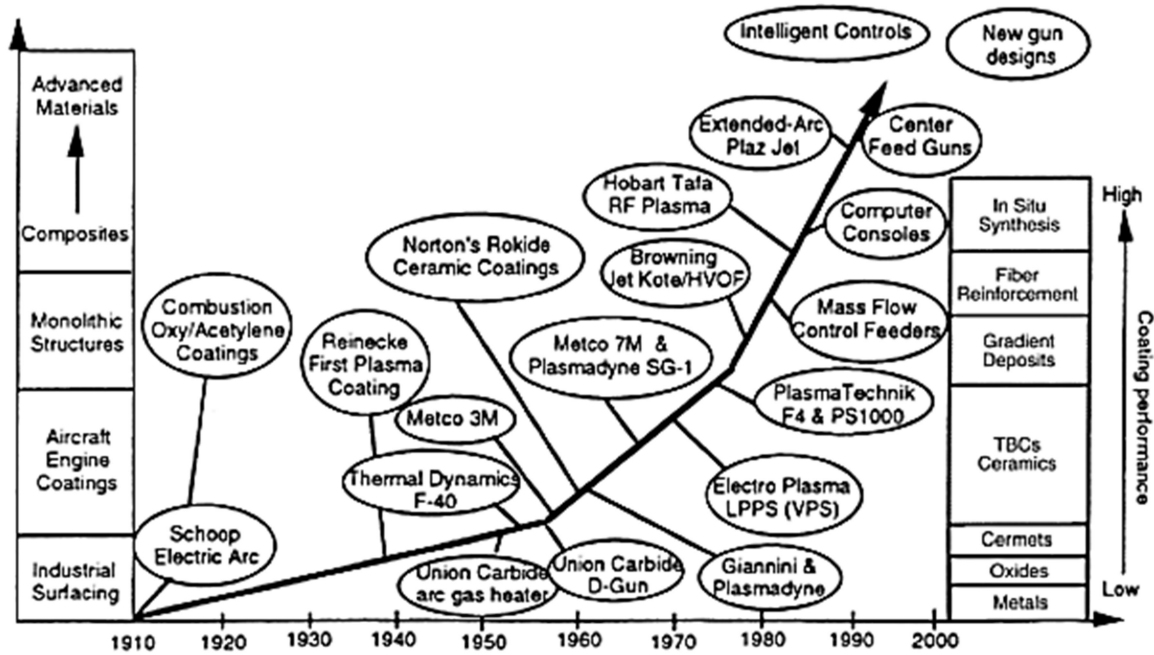 Intelligent Controls
New gun
designs
Advanced
Materials
Composites
Monolithic
Structures
Aircraft
Engine
Coatings
Industrial
Surfacing
Combustion
Oxy/Acetylene
Coatings
Schoop
Electric Arc
Reinecke
First Plasma
Coating
Norton's Rokide
Ceramic Coatings
Metco 3M
Thermal Dynamics
F-40
Union Carbide
arc gas heater
Union Carbide
D-Gun
Giannini &
Plasmadyne
Metco 7M &
Plasmadyne SG-1
Electro Plasma
LPPS (VPS)
PlasmaTechnik
F4 & PS1000
Browning
Jet Kote/HVOF
Mass Flow
Control Feeders
Hobart Tafa
RF Plasma
Computer
Consoles
Extended-Arc
Plaz Jet
Center
Feed Guns
In Situ
Synthesis
Fiber
Reinforcement
Gradient
Deposits
TBCs
Ceramics
Cermets
Oxides
Metals
High
Coating performance
Low
1910 1920 1930 1940 1950 1960 1970 1980 1990 2000